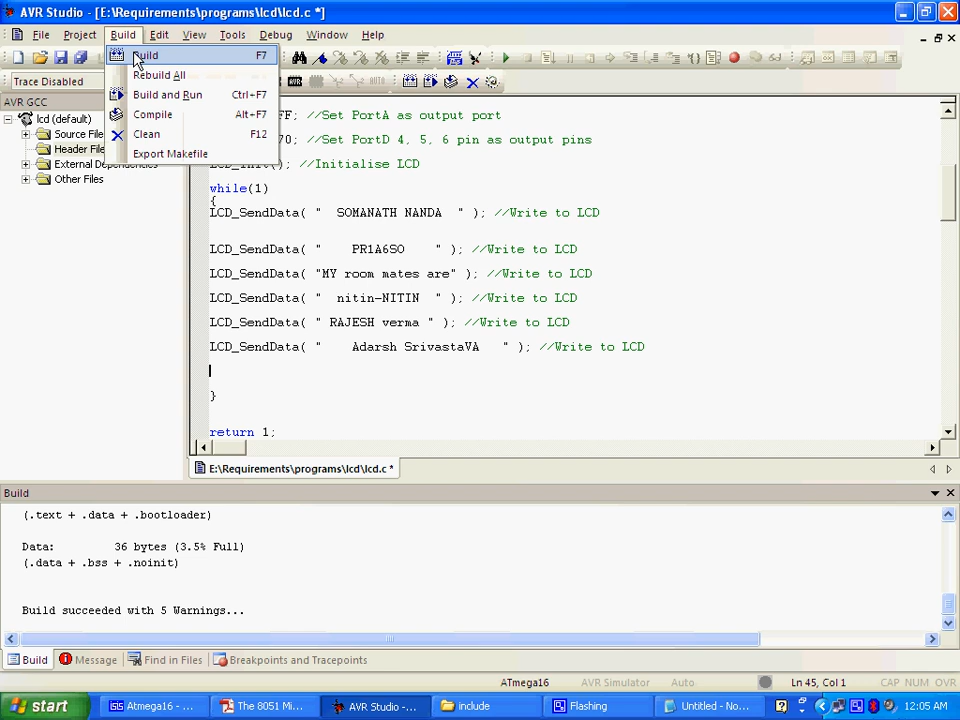 AVR Studio - [E:\Requirements\programs\lcd\lcd.c *]
File Project Build Edit View Tools Debug Window Help
Build F7
Rebuild All
Build and Run Ctrl+F7
Compile Alt+F7
Clean F12
Export Makefile
Trace Disabled
AVR GCC
lcd (default)
Source File
Header File
External Dependencies
Other Files
FF; //Set PortA as output port
70; //Set PortD 4, 5, 6 pin as output pins
LCD_Init(); //Initialise LCD
while(1)
{
LCD_SendData( "  SOMANATH NANDA  " ); //Write to LCD
LCD_SendData( "    PR1A6SO    " ); //Write to LCD
LCD_SendData( "MY room mates are" ); //Write to LCD
LCD_SendData( "  nitin-NITIN  " ); //Write to LCD
LCD_SendData( " RAJESH verma " ); //Write to LCD
LCD_SendData( "    Adarsh SrivastaVA   " ); //Write to LCD
}
return 1;
E:\Requirements\programs\lcd\lcd.c *
Build
(.text + .data + .bootloader)
Data: 36 bytes (3.5% Full)
(.data + .bss + .noinit)
Build succeeded with 5 Warnings...
Build Message Find in Files Breakpoints and Tracepoints
ATmega16 AVR Simulator Auto Ln 45, Col 1 CAP NUM OVR
start Atmega16 - ... The 8051 Mi... AVR Studio -... include Flashing Untitled - No... 12:05 AM